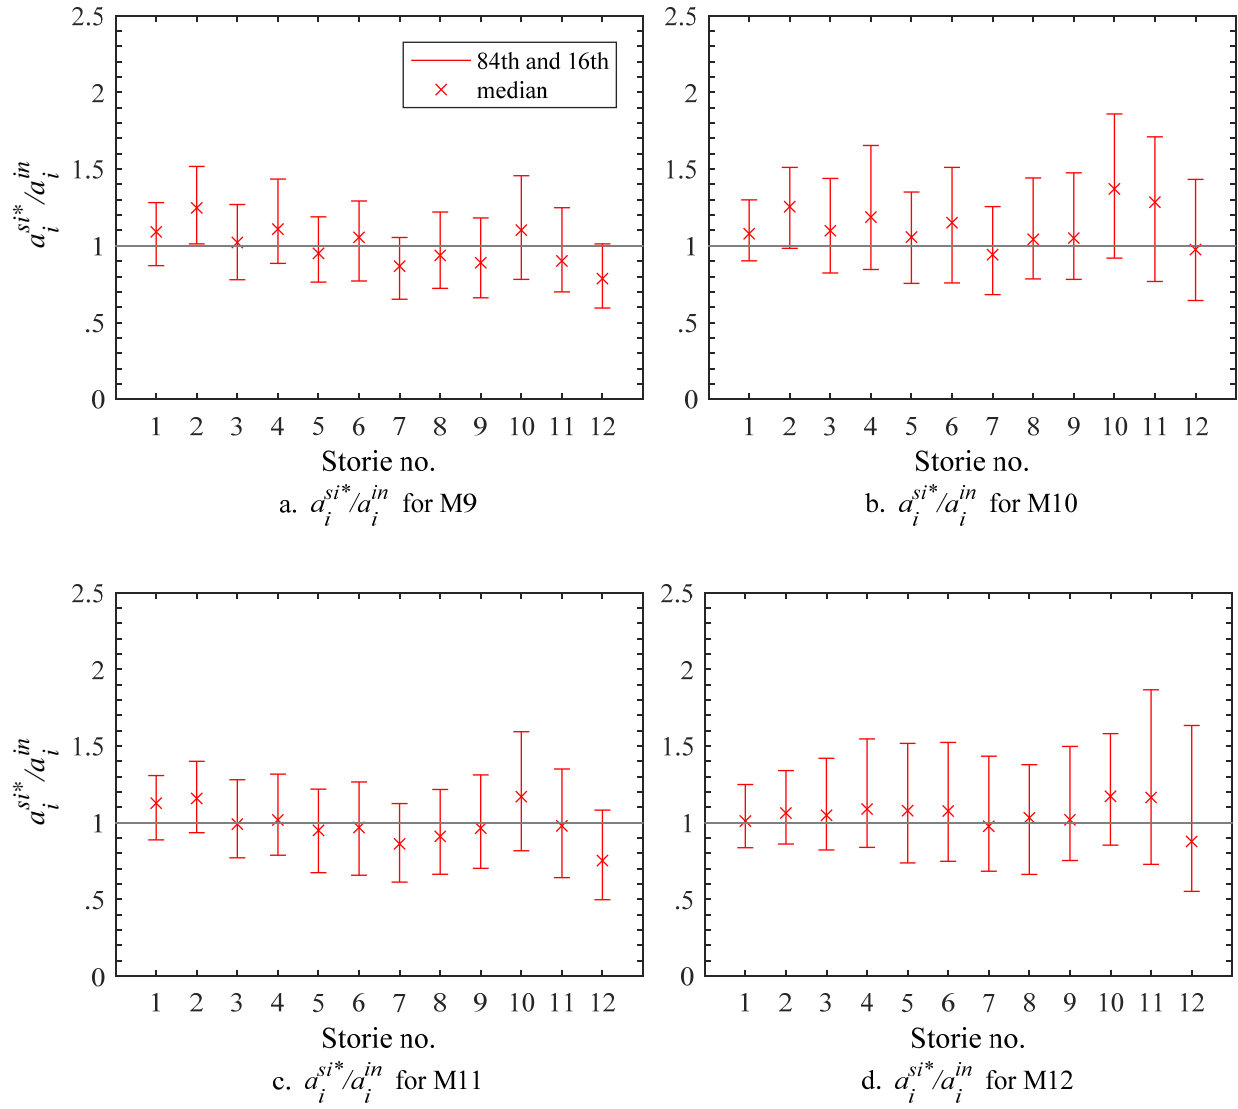 2.5
2
1.5
1
.5
0
a_i^{si*}/a_i^{in}
84th and 16th
median
1 2 3 4 5 6 7 8 9 10 11 12
Storie no.
a. a_i^{si*}/a_i^{in} for M9
2.5
2
1.5
1
.5
0
1 2 3 4 5 6 7 8 9 10 11 12
Storie no.
b. a_i^{si*}/a_i^{in} for M10
2.5
2
1.5
1
.5
0
a_i^{si*}/a_i^{in}
1 2 3 4 5 6 7 8 9 10 11 12
Storie no.
c. a_i^{si*}/a_i^{in} for M11
2.5
2
1.5
1
.5
0
1 2 3 4 5 6 7 8 9 10 11 12
Storie no.
d. a_i^{si*}/a_i^{in} for M12